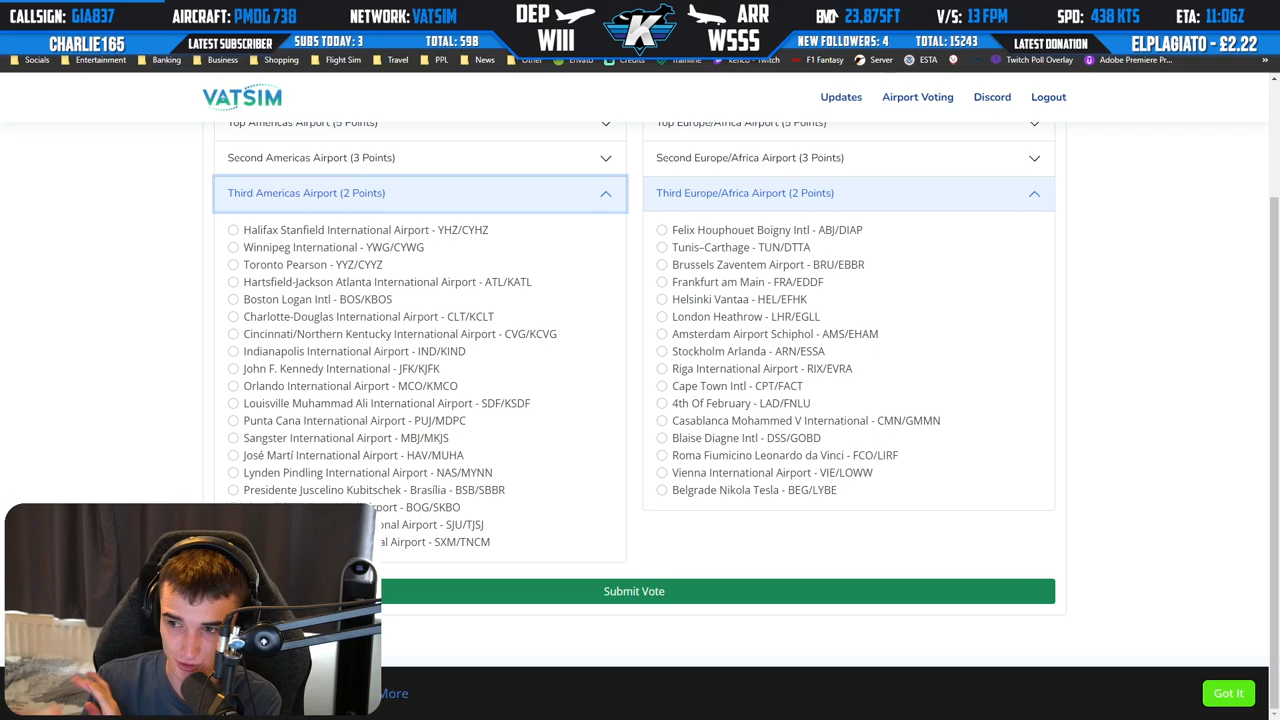 CALLSIGN: GIA837
AIRCRAFT: PMDG 738
NETWORK: VATSIM
DEP
WIII
K
ARR
WSSS
23,875FT
V/S: 13 FPM
SPD: 438 KTS
ETA: 11:06Z
CHARLIE165
LATEST SUBSCRIBER
SUBS TODAY: 3
TOTAL: 598
NEW FOLLOWERS: 4
TOTAL: 15243
LATEST DONATION
ELPLAGIATO - £2.22
Socials
Entertainment
Banking
Business
Shopping
Flight Sim
Travel
PPL
News
Other
Envato
Credits
Trainline
kenco - Twitch
F1 Fantasy
Server
ESTA
Twitch Poll Overlay
Adobe Premiere Pr...
»
VATSIM
Updates
Airport Voting
Discord
Logout
Top Americas Airport (5 Points)
Second Americas Airport (3 Points)
Third Americas Airport (2 Points)
Halifax Stanfield International Airport - YHZ/CYHZ
Winnipeg International - YWG/CYWG
Toronto Pearson - YYZ/CYYZ
Hartsfield-Jackson Atlanta International Airport - ATL/KATL
Boston Logan Intl - BOS/KBOS
Charlotte-Douglas International Airport - CLT/KCLT
Cincinnati/Northern Kentucky International Airport - CVG/KCVG
Indianapolis International Airport - IND/KIND
John F. Kennedy International - JFK/KJFK
Orlando International Airport - MCO/KMCO
Louisville Muhammad Ali International Airport - SDF/KSDF
Punta Cana International Airport - PUJ/MDPC
Sangster International Airport - MBJ/MKJS
José Martí International Airport - HAV/MUHA
Lynden Pindling International Airport - NAS/MYNN
Presidente Juscelino Kubitschek - Brasília - BSB/SBBR
port - BOG/SKBO
nal Airport - SJU/TJSJ
al Airport - SXM/TNCM
Top Europe/Africa Airport (5 Points)
Second Europe/Africa Airport (3 Points)
Third Europe/Africa Airport (2 Points)
Felix Houphouet Boigny Intl - ABJ/DIAP
Tunis–Carthage - TUN/DTTA
Brussels Zaventem Airport - BRU/EBBR
Frankfurt am Main - FRA/EDDF
Helsinki Vantaa - HEL/EFHK
London Heathrow - LHR/EGLL
Amsterdam Airport Schiphol - AMS/EHAM
Stockholm Arlanda - ARN/ESSA
Riga International Airport - RIX/EVRA
Cape Town Intl - CPT/FACT
4th Of February - LAD/FNLU
Casablanca Mohammed V International - CMN/GMMN
Blaise Diagne Intl - DSS/GOBD
Roma Fiumicino Leonardo da Vinci - FCO/LIRF
Vienna International Airport - VIE/LOWW
Belgrade Nikola Tesla - BEG/LYBE
Submit Vote
More
Got It